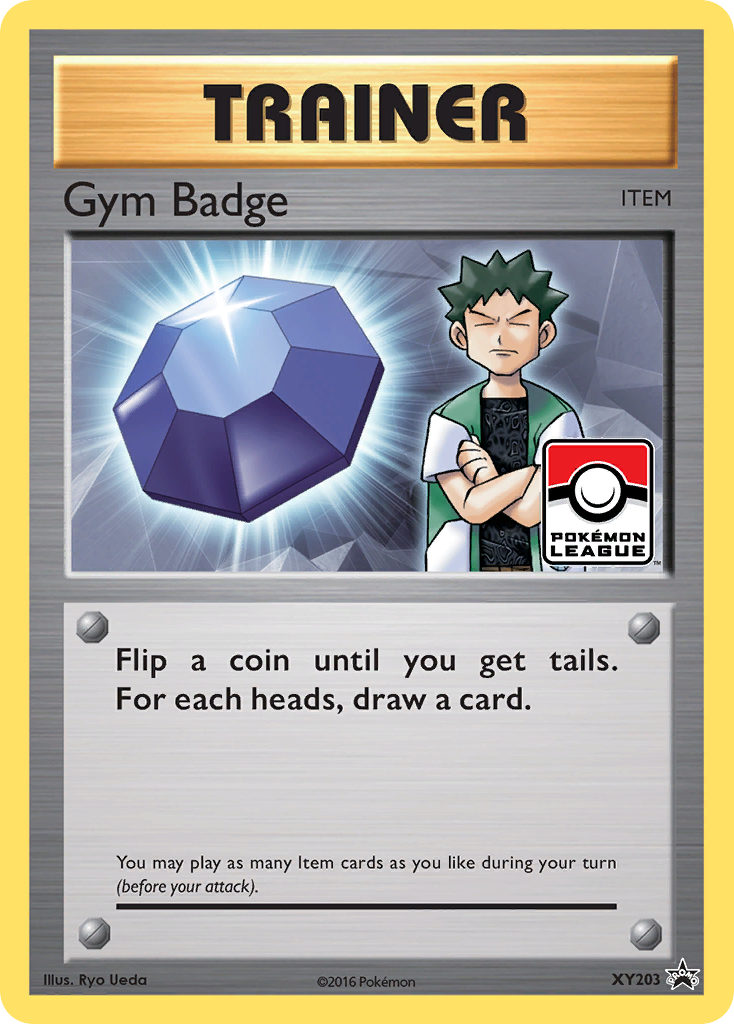 TRAINER
Gym Badge
ITEM
POKÉMON
LEAGUE
™
Flip a coin until you get tails.
For each heads, draw a card.
You may play as many Item cards as you like during your turn
(before your attack).
Illus. Ryo Ueda
©2016 Pokémon
XY203
PROMO